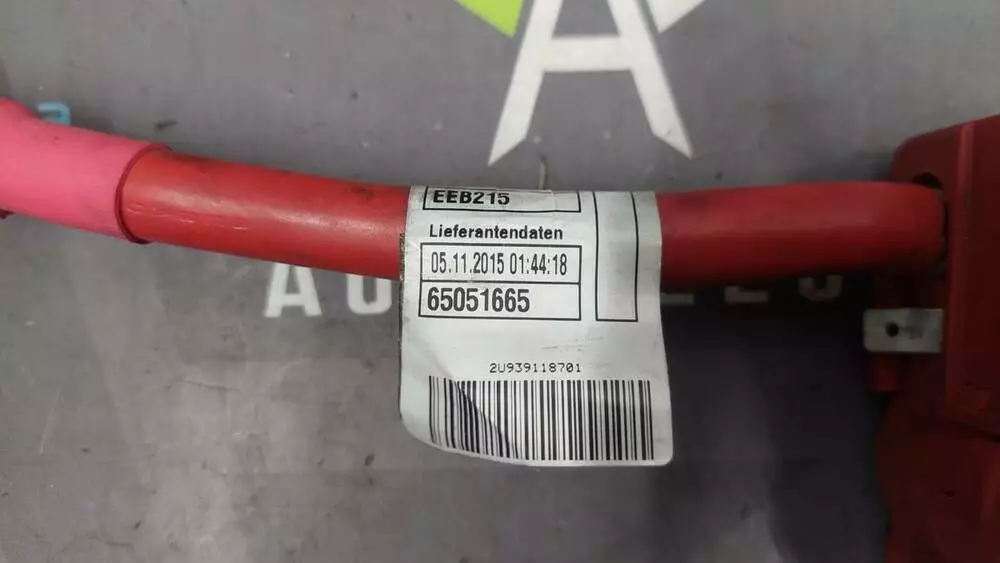 EEB215
Lieferantendaten
05.11.2015 01:44:18
65051665
2U939118701
A